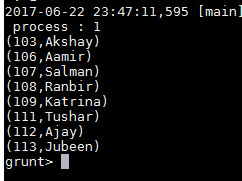 2017-06-22 23:47:11,595 [main]
process : 1
(103,Akshay)
(106,Aamir)
(107,Salman)
(108,Ranbir)
(109,Katrina)
(111,Tushar)
(112,Ajay)
(113,Jubeen)
grunt>